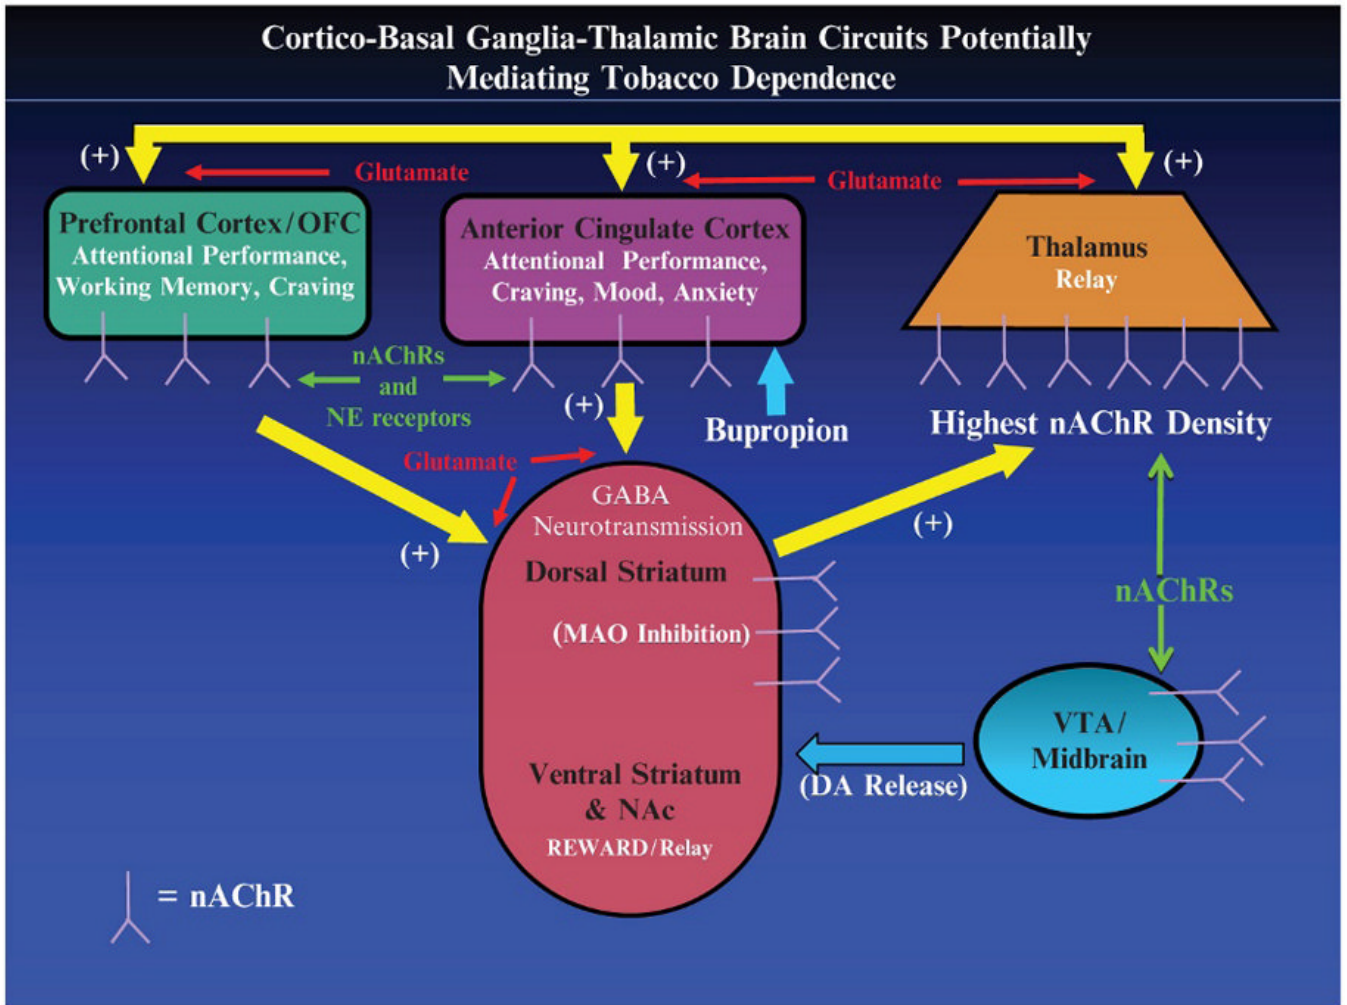 Cortico-Basal Ganglia-Thalamic Brain Circuits Potentially
Mediating Tobacco Dependence
(+)
(+)
(+)
Glutamate
Glutamate
Prefrontal Cortex/OFC
Attentional Performance,
Working Memory, Craving
Anterior Cingulate Cortex
Attentional Performance,
Craving, Mood, Anxiety
Thalamus
Relay
nAChRs
and
NE receptors
(+)
Bupropion
Highest nAChR Density
Glutamate
(+)
(+)
GABA
Neurotransmission
Dorsal Striatum
(MAO Inhibition)
Ventral Striatum
& NAc
REWARD/Relay
nAChRs
VTA/
Midbrain
(DA Release)
= nAChR